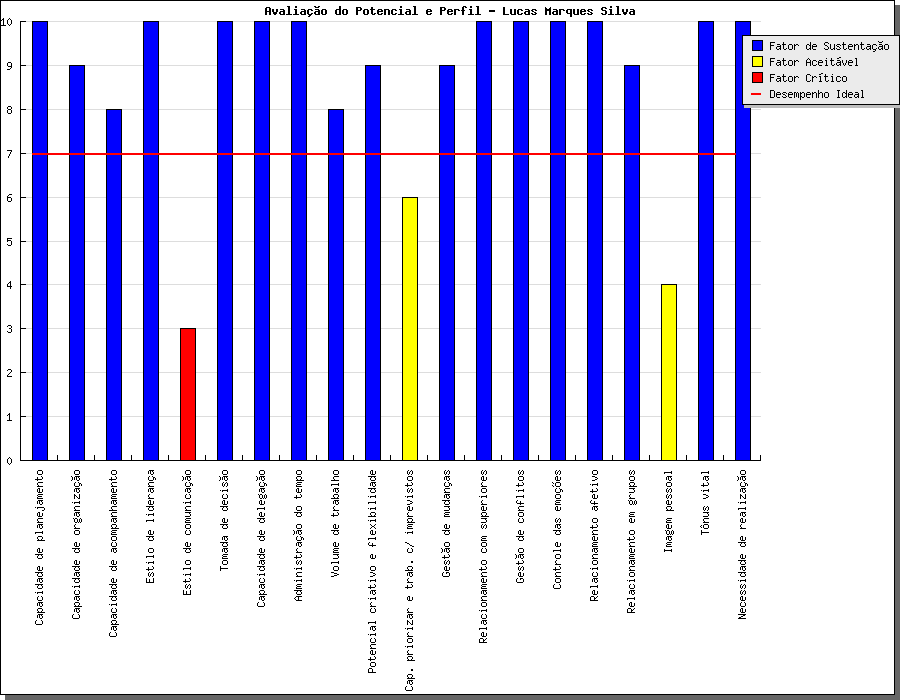 Avaliação do Potencial e Perfil - Lucas Marques Silva
Fator de Sustentação
Fator Aceitável
Fator Crítico
Desempenho Ideal
10
9
8
7
6
5
4
3
2
1
0
Capacidade de planejamento
Capacidade de organização
Capacidade de acompanhamento
Estilo de liderança
Estilo de comunicação
Tomada de decisão
Capacidade de delegação
Administração do tempo
Volume de trabalho
Potencial criativo e flexibilidade
Cap. priorizar e trab. c/ imprevistos
Gestão de mudanças
Relacionamento com superiores
Gestão de conflitos
Controle das emoções
Relacionamento afetivo
Relacionamento em grupos
Imagem pessoal
Tônus vital
Necessidade de realização